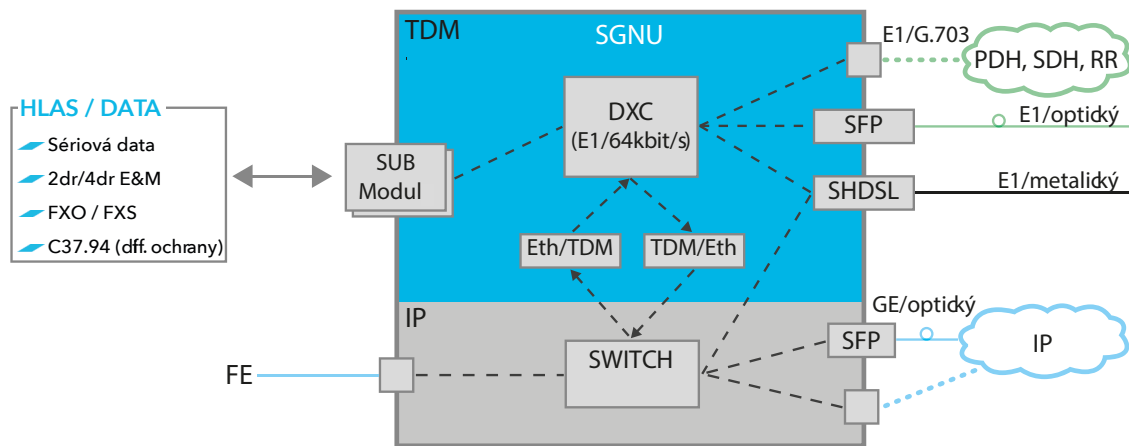 TDM
SGNU
E1/G.703
PDH, SDH, RR
HLAS / DATA
Sériová data
2dr/4dr E&M
FXO / FXS
C37.94 (dff. ochrany)
SUB
Modul
DXC
(E1/64kbit/s)
SFP
E1/optický
SHDSL
E1/metalický
Eth/TDM
TDM/Eth
IP
GE/optický
SFP
IP
SWITCH
FE